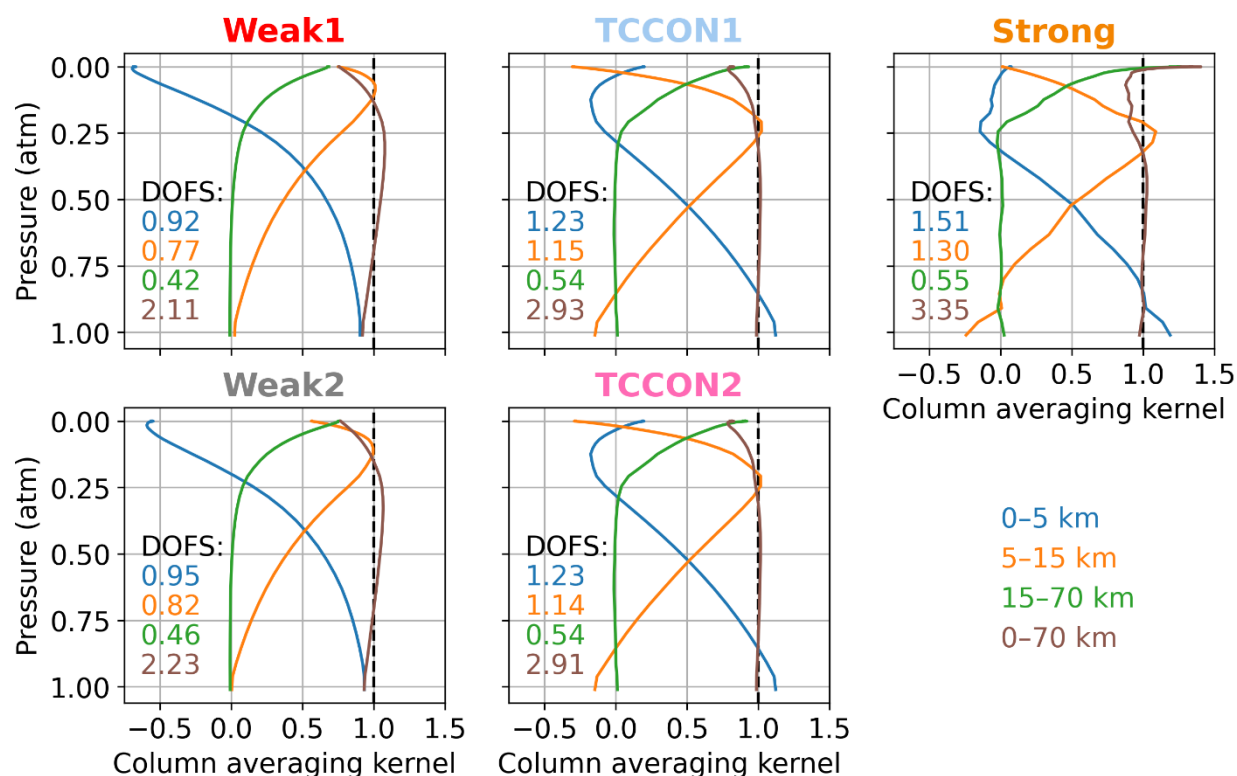 Weak1
TCCON1
Strong
Pressure (atm)
0.00
0.25
0.50
0.75
1.00
DOFS:
0.92
0.77
0.42
2.11
DOFS:
1.23
1.15
0.54
2.93
DOFS:
1.51
1.30
0.55
3.35
−0.5 0.0 0.5 1.0 1.5
Column averaging kernel
Weak2
TCCON2
Pressure (atm)
0.00
0.25
0.50
0.75
1.00
DOFS:
0.95
0.82
0.46
2.23
−0.5 0.0 0.5 1.0 1.5
Column averaging kernel
DOFS:
1.23
1.14
0.54
2.91
−0.5 0.0 0.5 1.0 1.5
Column averaging kernel
0–5 km
5–15 km
15–70 km
0–70 km